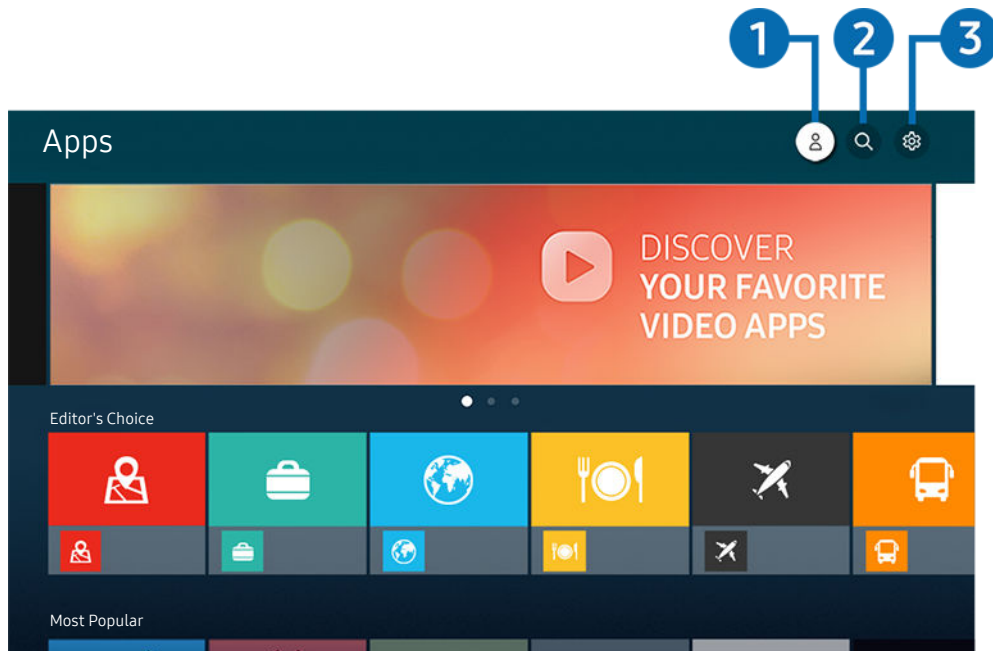 1 2 3
Apps
DISCOVER
YOUR FAVORITE
VIDEO APPS
Editor's Choice
Most Popular